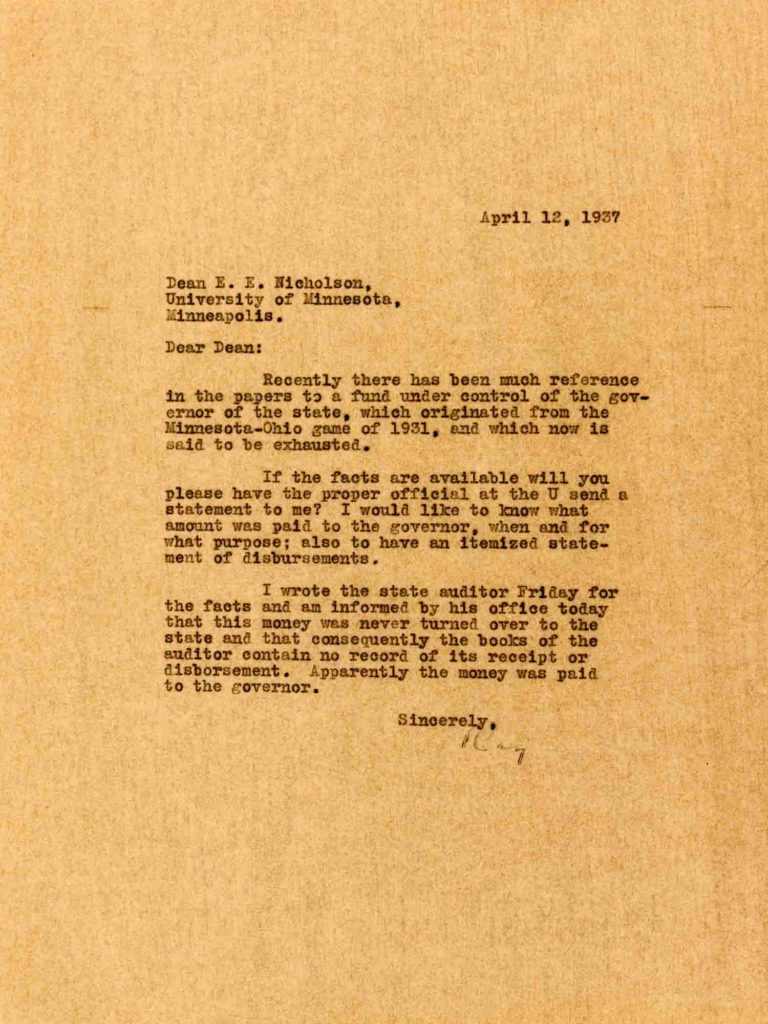 April 12, 1937
Dean E. E. Nicholson,
University of Minnesota,
Minneapolis.
Dear Dean:
Recently there has been much reference
in the papers to a fund under control of the gov-
ernor of the state, which originated from the
Minnesota-Ohio game of 1931, and which now is
said to be exhausted.
If the facts are available will you
please have the proper official at the U send a
statement to me? I would like to know what
amount was paid to the governor, when and for
what purpose; also to have an itemized state-
ment of disbursements.
I wrote the state auditor Friday for
the facts and am informed by his office today
that this money was never turned over to the
state and that consequently the books of the
auditor contain no record of its receipt or
disborsement. Apparently the money was paid
to the governor.
Sincerely,
Ray